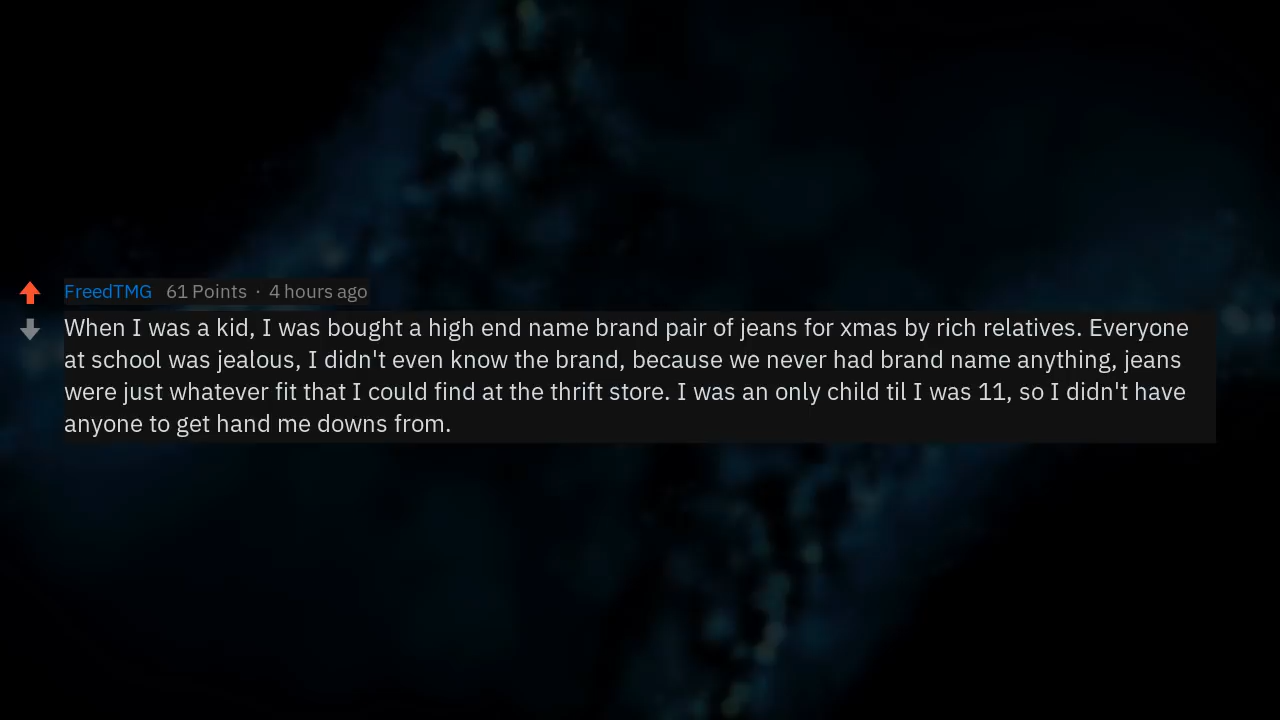 FreedTMG 61 Points · 4 hours ago
When I was a kid, I was bought a high end name brand pair of jeans for xmas by rich relatives. Everyone
at school was jealous, I didn't even know the brand, because we never had brand name anything, jeans
were just whatever fit that I could find at the thrift store. I was an only child til I was 11, so I didn't have
anyone to get hand me downs from.